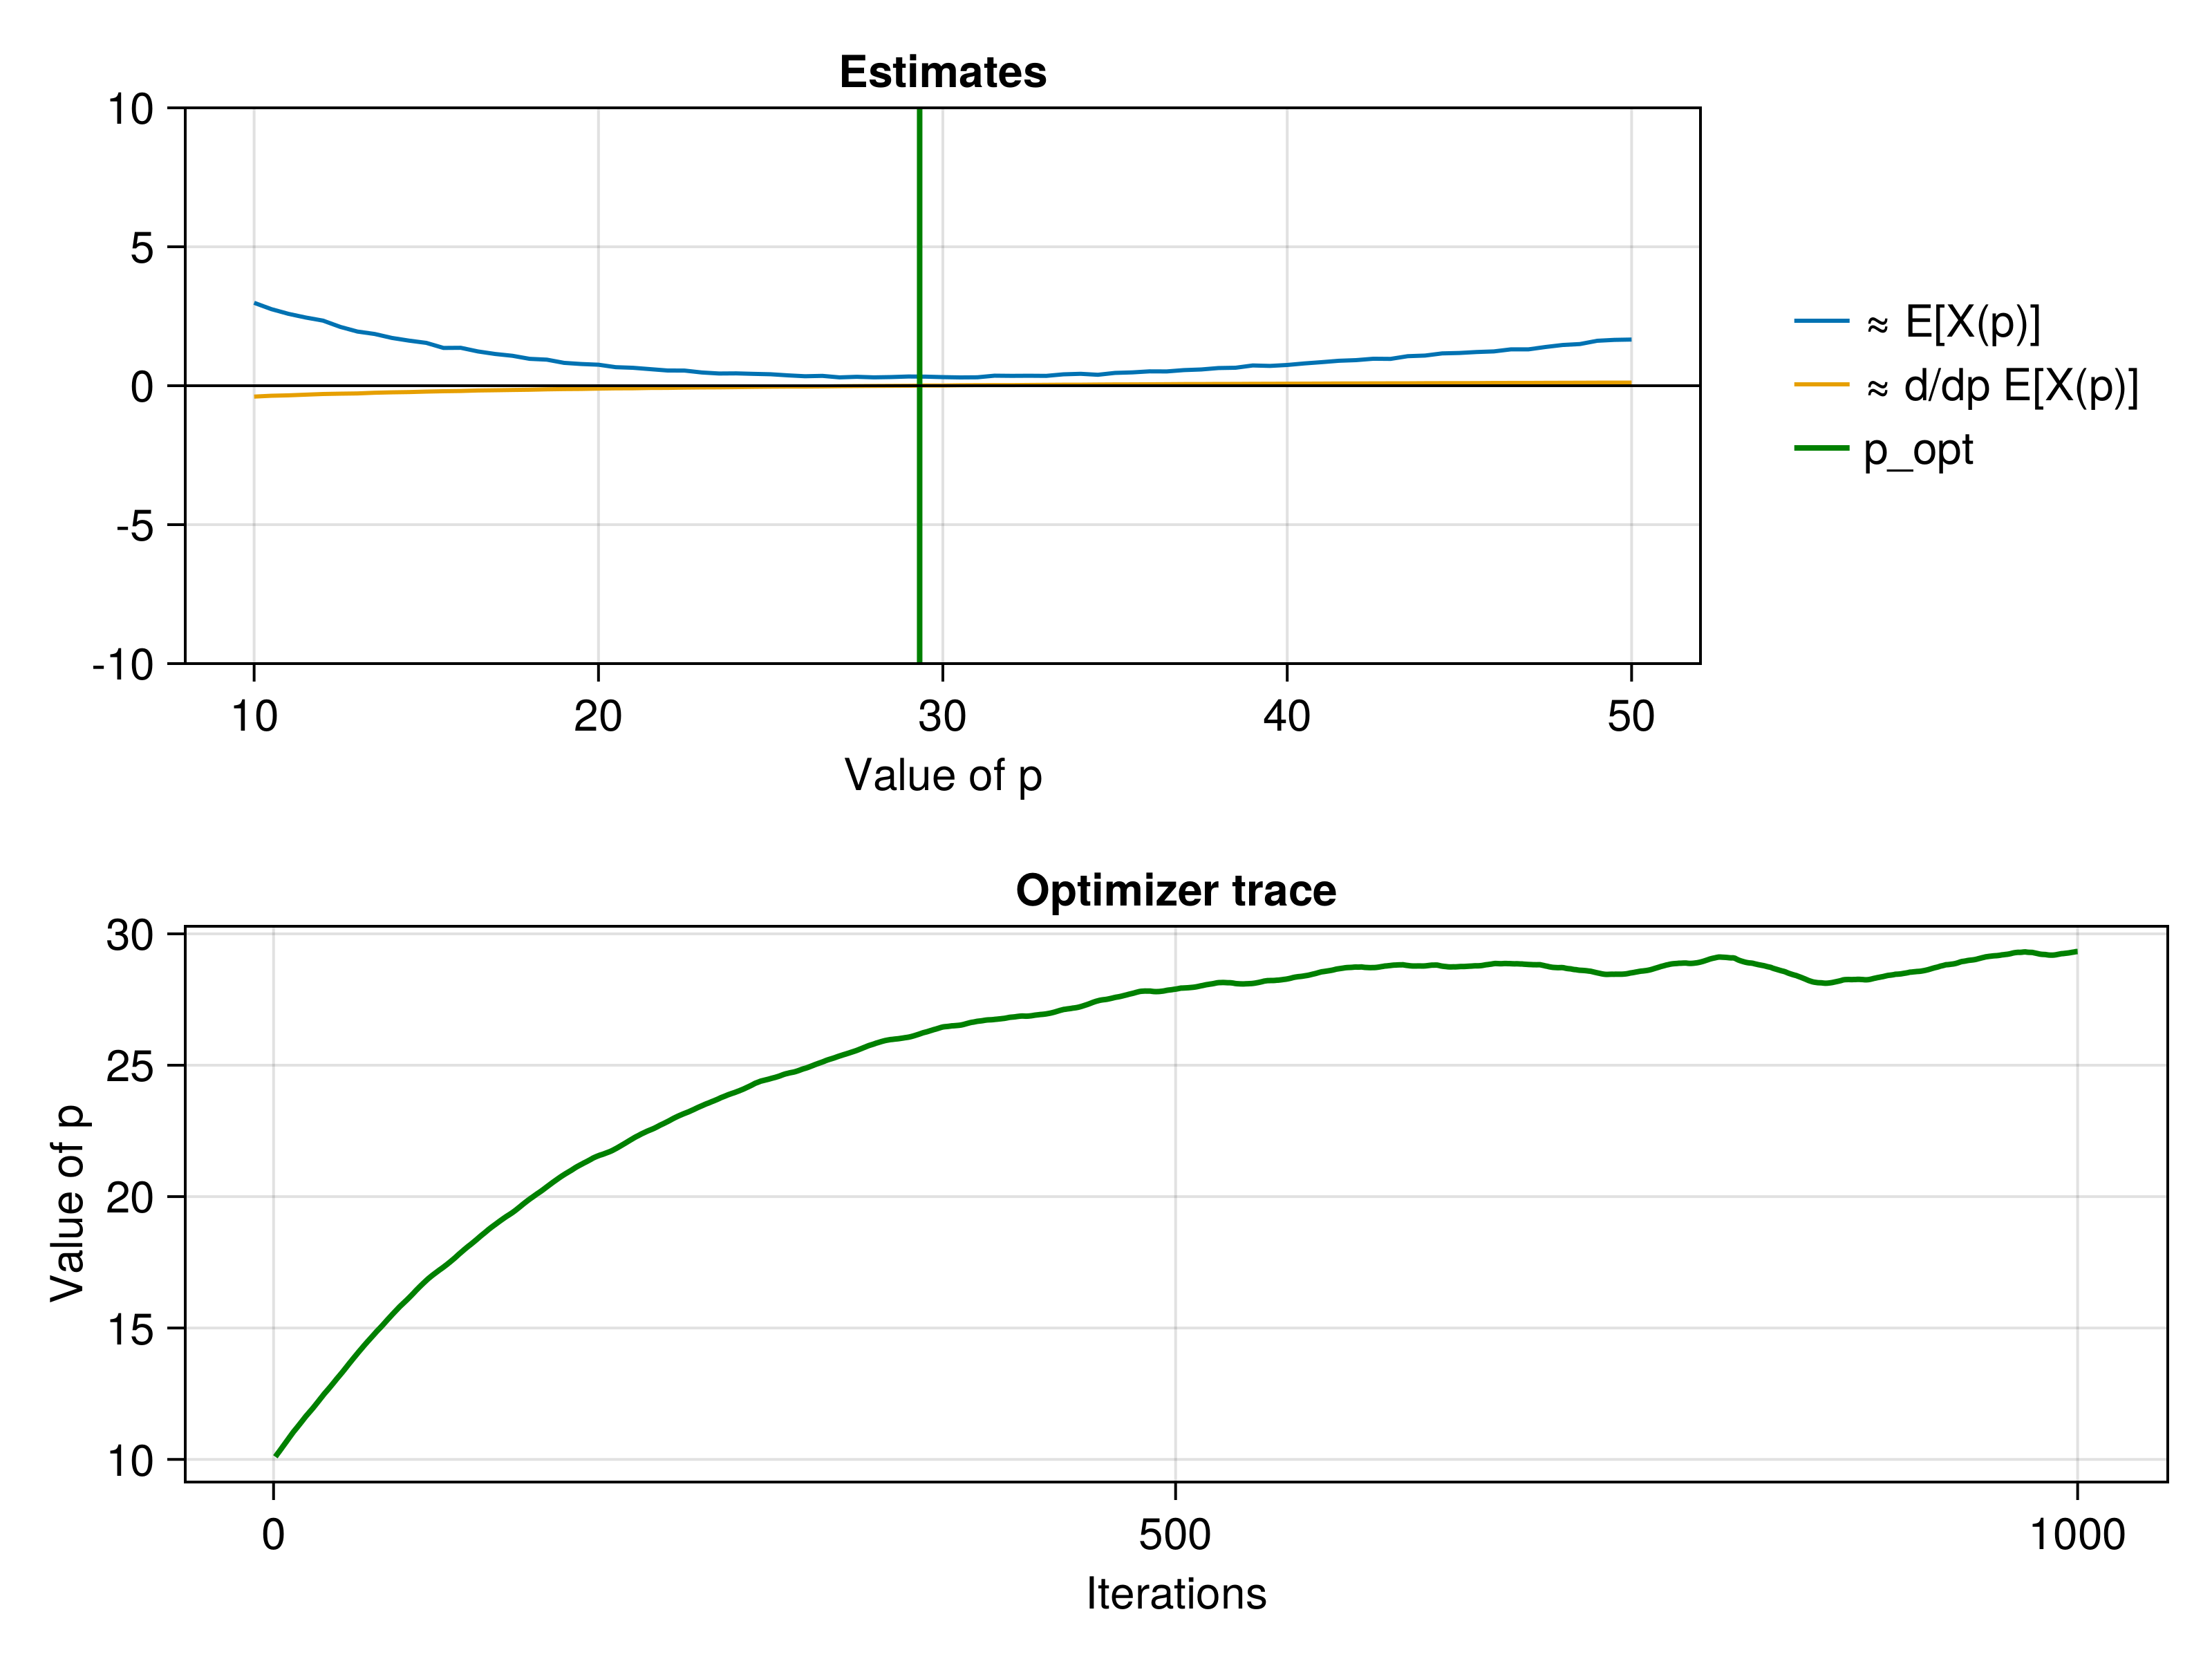 Estimates
10
5
0
-5
-10
10 20 30 40 50
Value of p
≈ E[X(p)]
≈ d/dp E[X(p)]
p_opt
Optimizer trace
30
25
20
15
10
Value of p
0 500 1000
Iterations